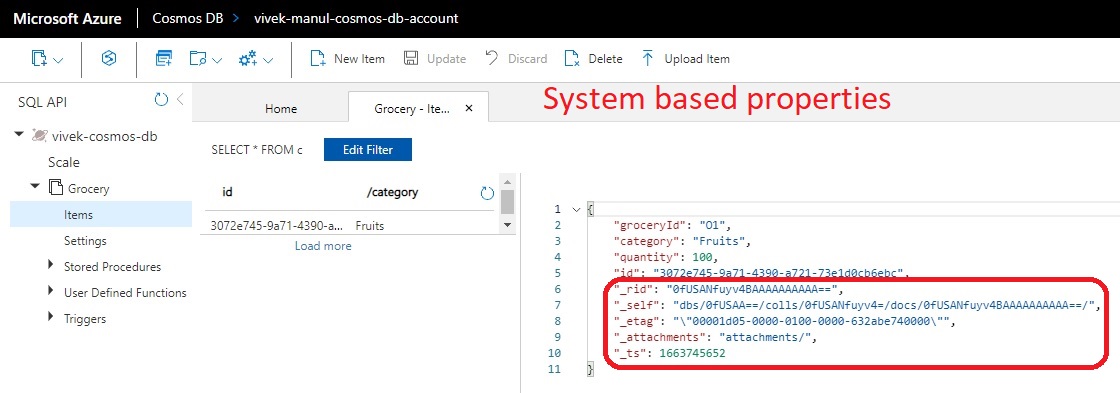 Microsoft Azure Cosmos DB > vivek-manul-cosmos-db-account
New Item Update Discard Delete Upload Item
SQL API
Home Grocery - Ite... ×
System based properties
vivek-cosmos-db
Scale
Grocery
Items
Settings
Stored Procedures
User Defined Functions
Triggers
SELECT * FROM c Edit Filter
id /category
3072e745-9a71-4390-a... Fruits
Load more
1 {
2 "groceryId": "O1",
3 "category": "Fruits",
4 "quantity": 100,
5 "id": "3072e745-9a71-4390-a721-73e1d0cb6ebc",
6 "_rid": "0fUSANfuyv4BAAAAAAAAAA==",
7 "_self": "dbs/0fUSAA==/colls/0fUSANfuyv4=/docs/0fUSANfuyv4BAAAAAAAAAA==/",
8 "_etag": "\"00001d05-0000-0100-0000-632abe740000\"",
9 "_attachments": "attachments/",
10 "_ts": 1663745652
11 }